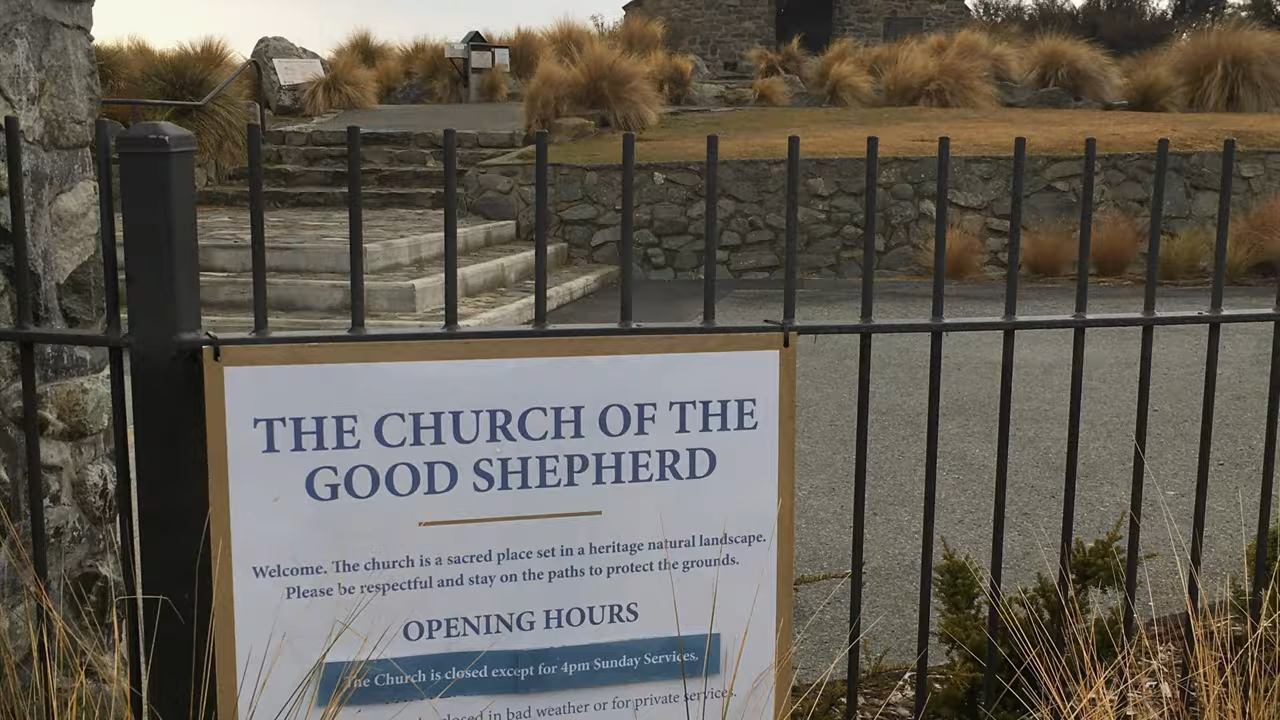 THE CHURCH OF THE
GOOD SHEPHERD
Welcome. The church is a sacred place set in a heritage natural landscape.
Please be respectful and stay on the paths to protect the grounds.
OPENING HOURS
The Church is closed except for 4pm Sunday Services.
closed in bad weather or for private services.